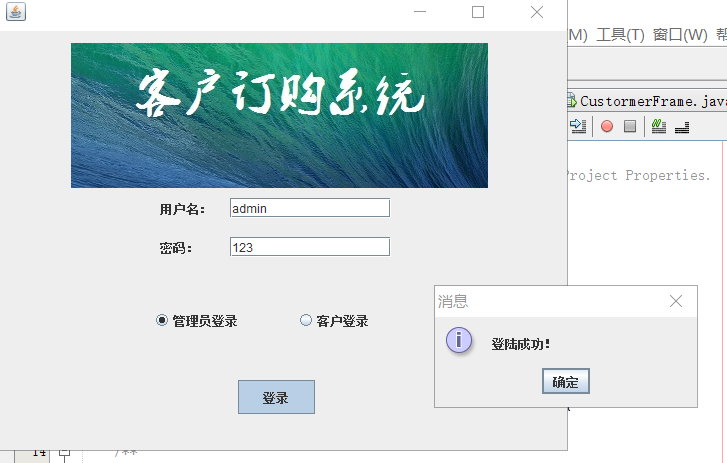 (M) 工具(T) 窗口(W)
客户订购系统
CustormerFrame.java
Project Properties.
用户名： admin
密码： 123
管理员登录 客户登录
消息
登陆成功！
确定
登录
14 /**